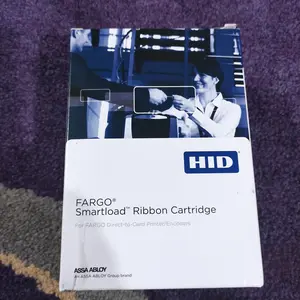 HID
FARGO®
Smartload™ Ribbon Cartridge
For FARGO Direct-to-Card Printer/Encoders
ASSA ABLOY
An ASSA ABLOY Group brand